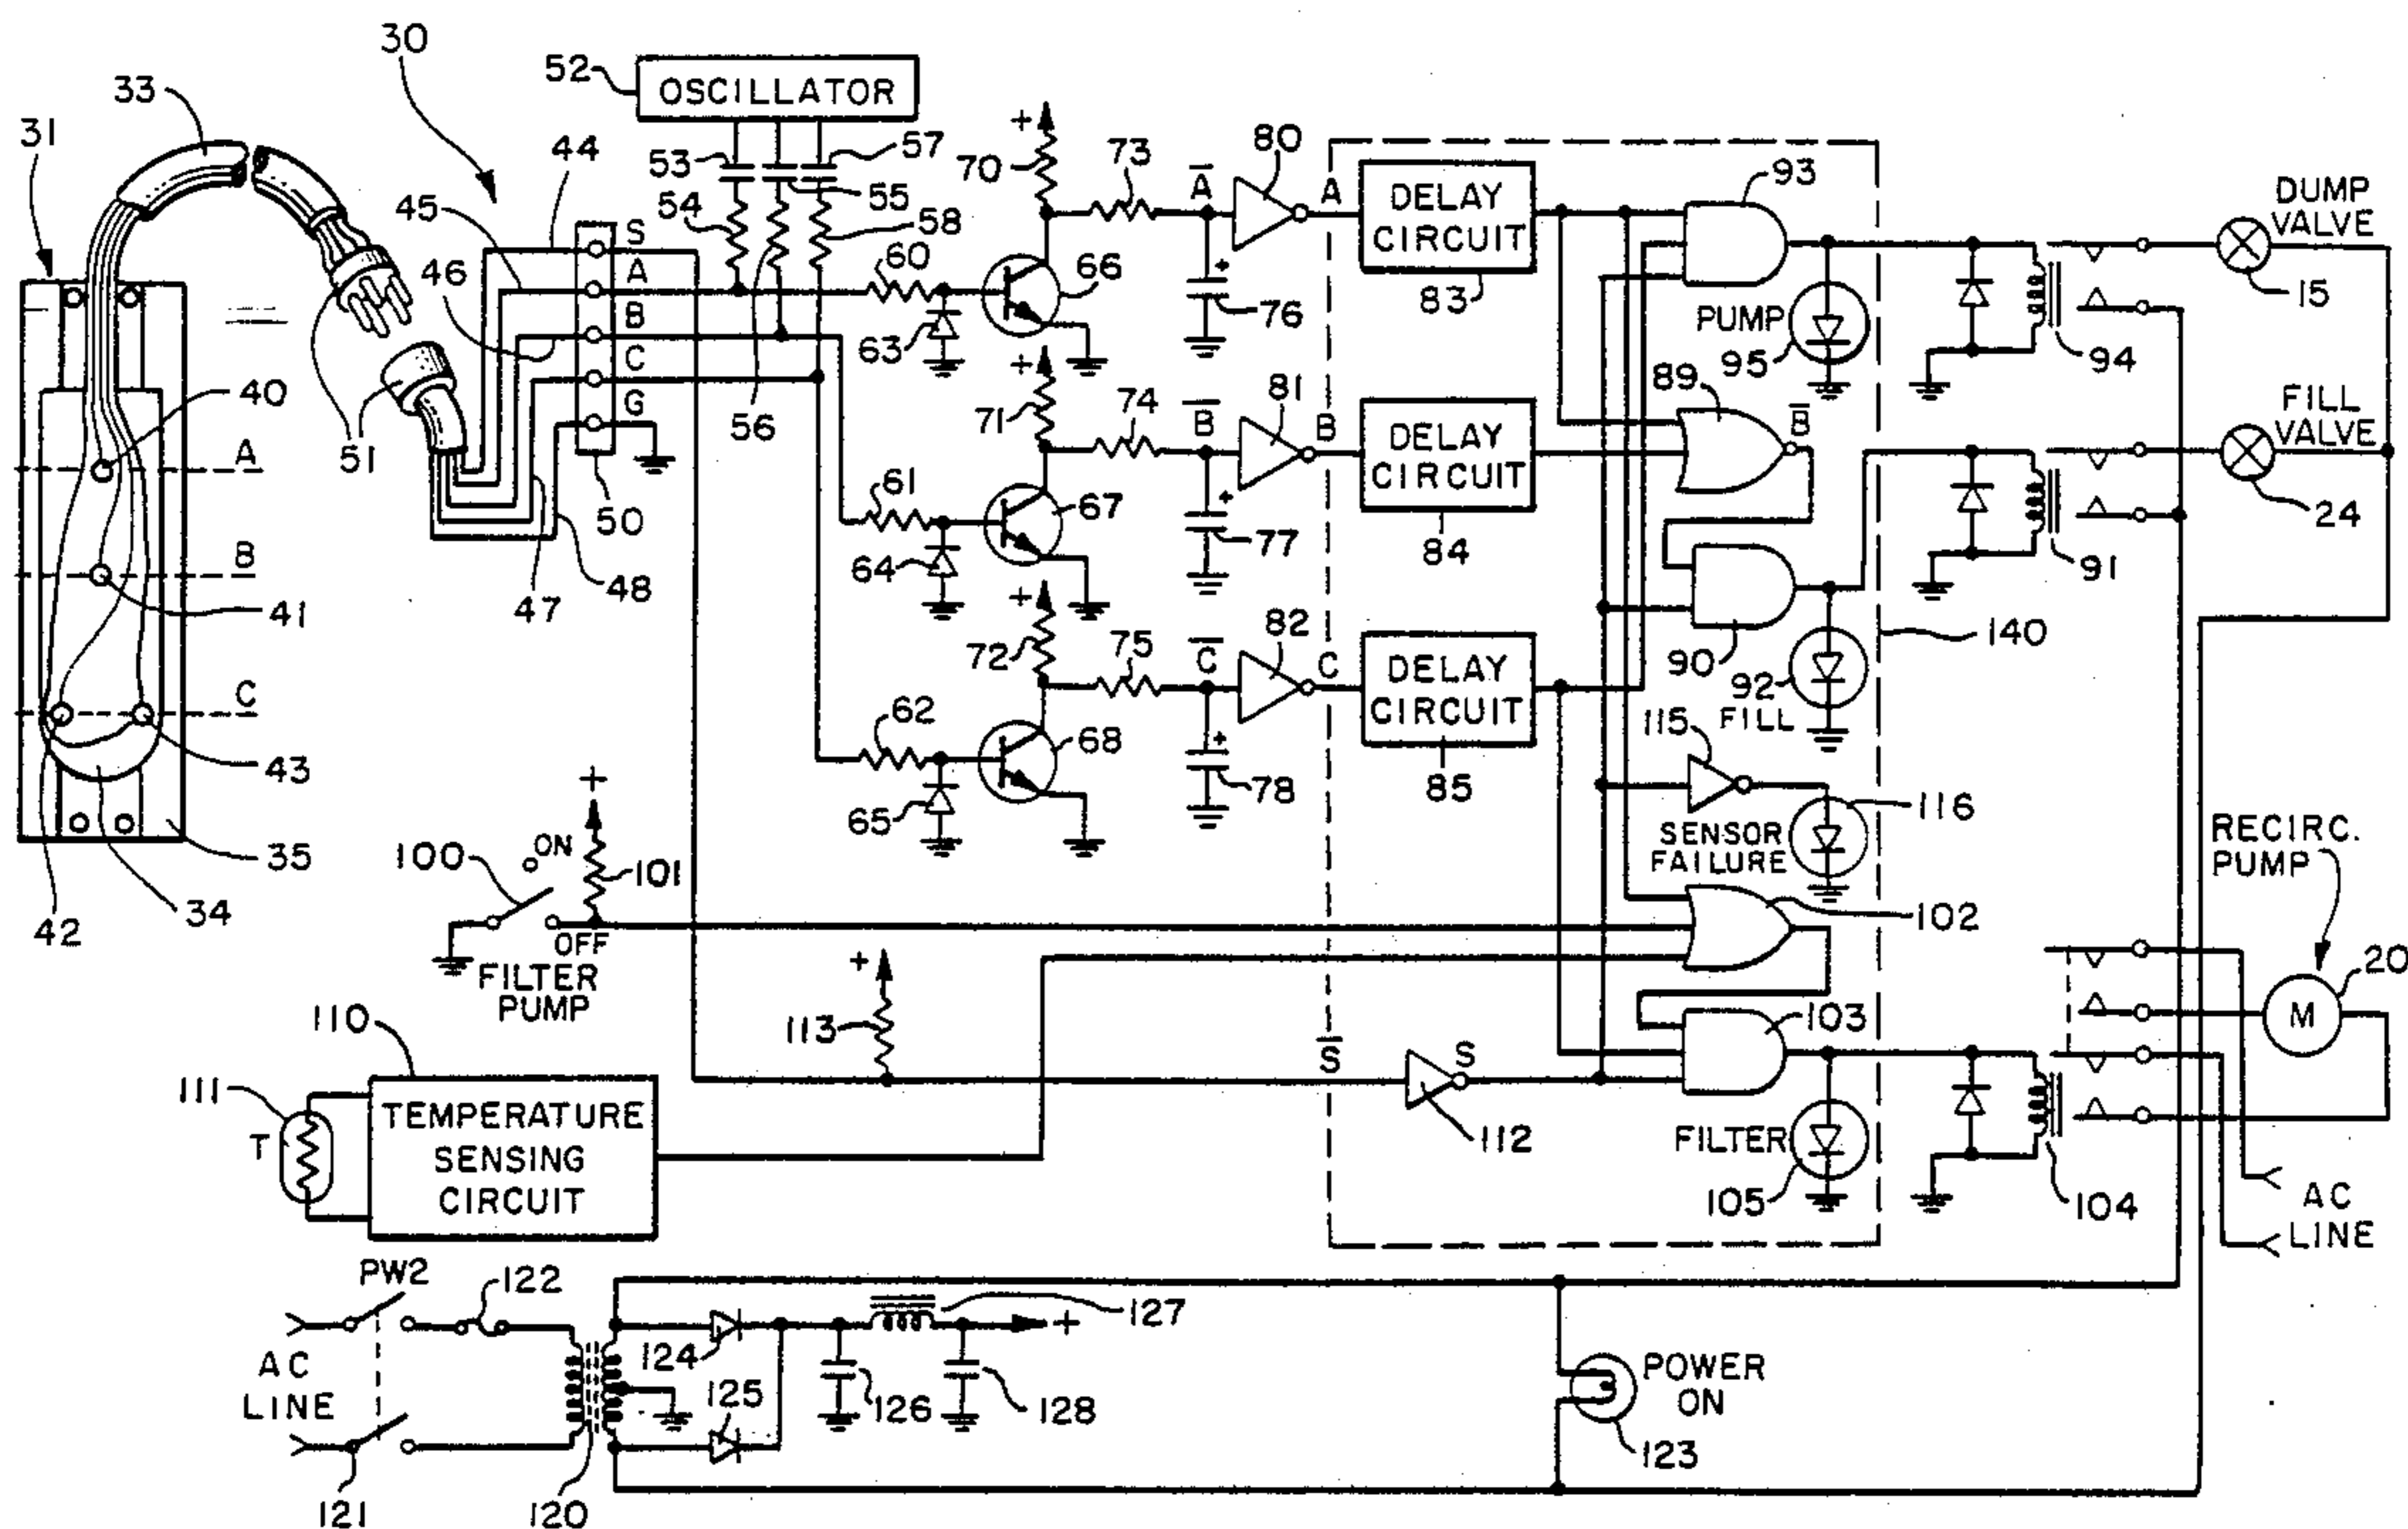 30
33
31
52
OSCILLATOR
44
53
57
55
45
54
58
46
S
A
B
C
G
56
60
63
66
70
+
73
A̅
80
A
DELAY
CIRCUIT
83
93
PUMP
95
94
DUMP
VALVE
15
40
A
51
50
47
48
41
B
61
64
67
71
+
74
B̅
81
B
76
77
DELAY
CIRCUIT
84
89
B̅
90
92
FILL
91
FILL
VALVE
24
140
C
43
42
34
35
62
65
68
72
+
75
C̅
82
C
78
DELAY
CIRCUIT
85
115
116
SENSOR
FAILURE
100
ON
OFF
FILTER
PUMP
+
101
102
RECIRC.
PUMP
20
M
110
111
T
TEMPERATURE
SENSING
CIRCUIT
+
113
S̅
S
112
103
FILTER
105
104
AC
LINE
PW2
122
AC
LINE
121
120
124
125
126
127
128
+
POWER
ON
123